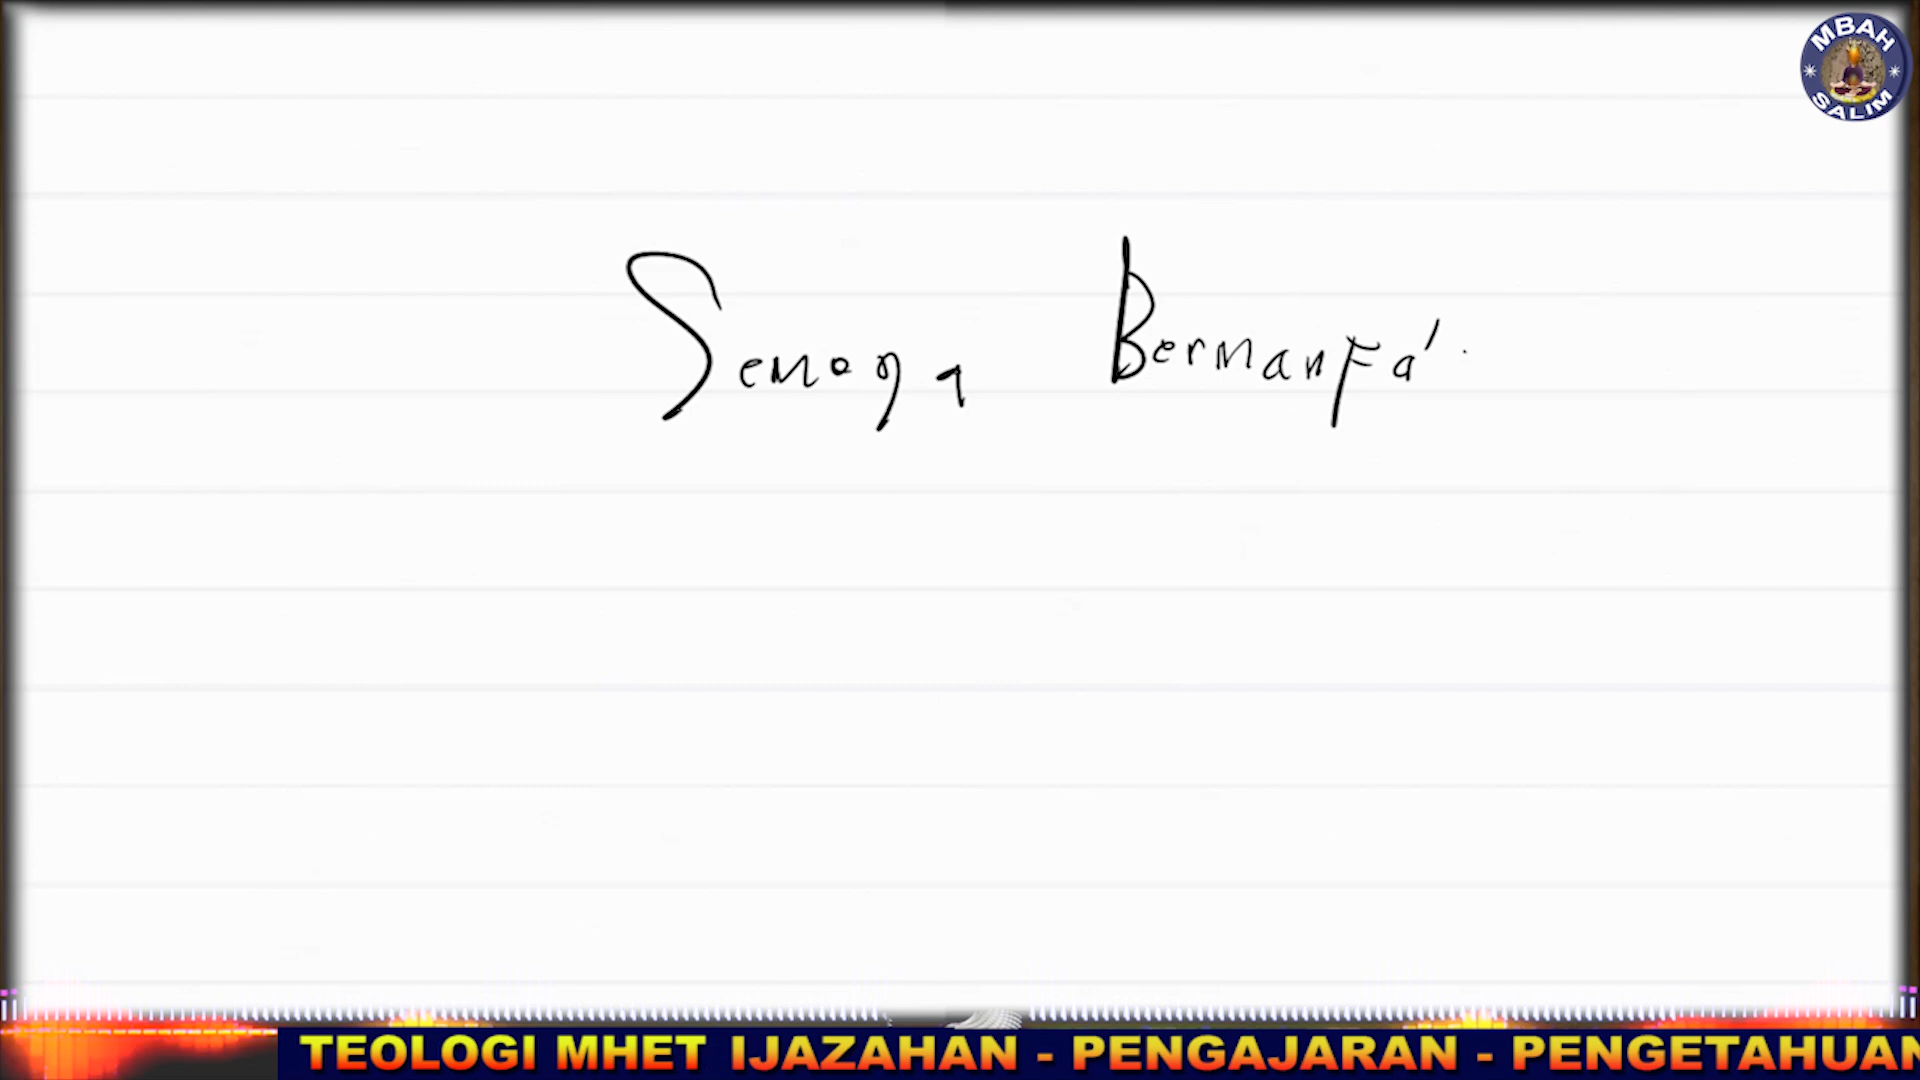 MBAH
SALIM
Semoga Bermanfa'
TEOLOGI MHET IJAZAHAN - PENGAJARAN - PENGETAHUAN